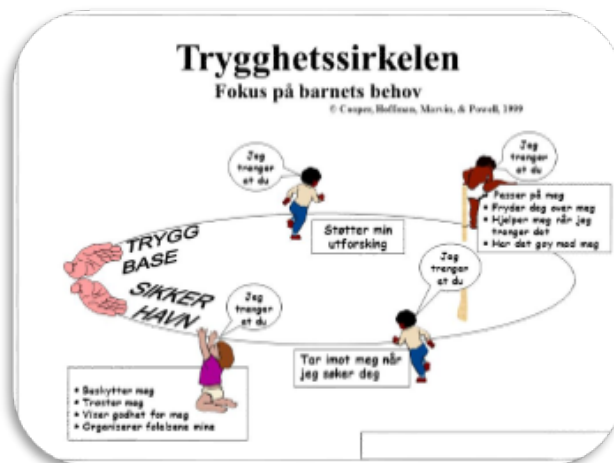 Trygghetssirkelen
Fokus på barnets behov
© Cooper, Hoffman, Marvin, & Powell, 1999
Jeg
trenger
at du
Støtter min
utforsking
Jeg
trenger
at du
• Passer på meg
• Fryder deg over meg
• Hjelper meg når jeg
trenger det
• Har det gøy med meg
TRYGG
BASE
SIKKER
HAVN
Jeg
trenger
at du
Tar imot meg når
jeg søker deg
Jeg
trenger
at du
• Beskytter meg
• Trøster meg
• Viser godhet for meg
• Organiserer følelsene mine